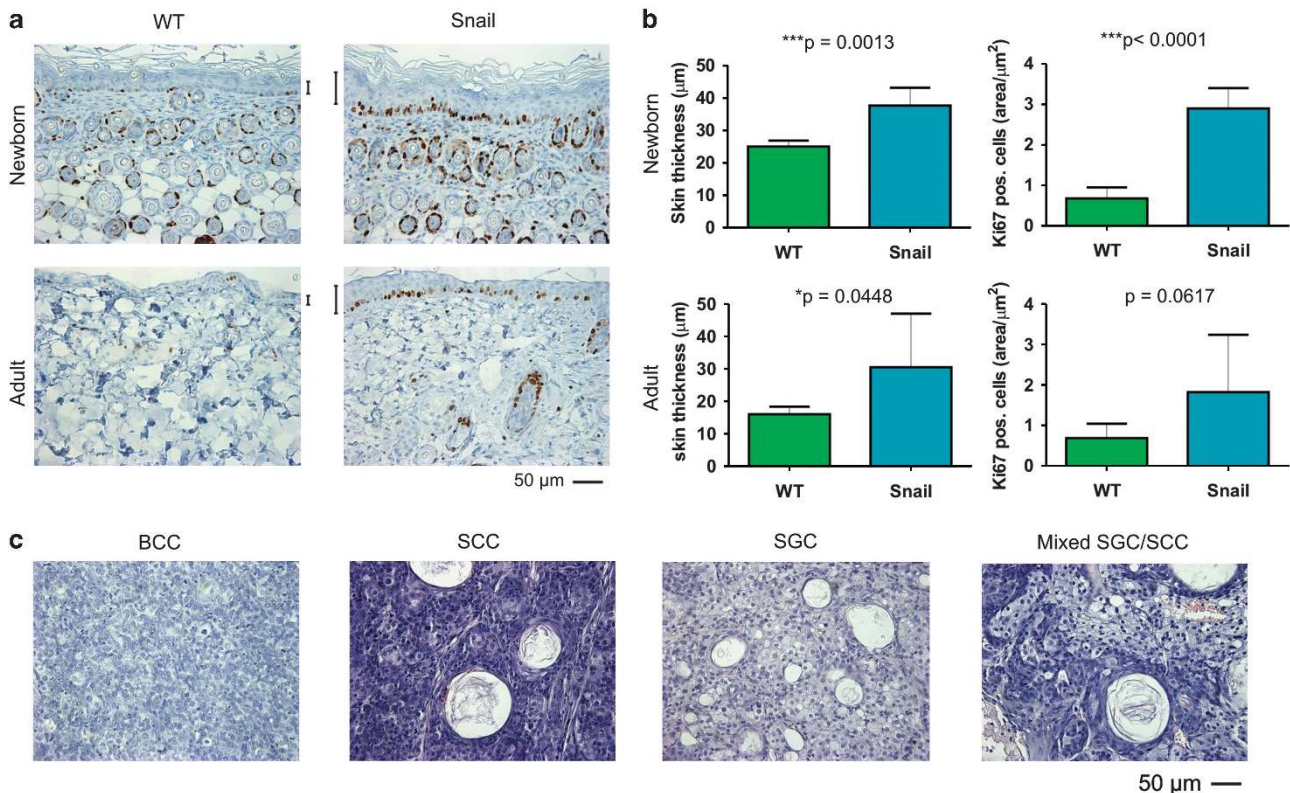 a
WT
Snail
Newborn
Adult
50 µm
b
Newborn
***p = 0.0013
Skin thickness (µm)
50
40
30
20
10
0
WT
Snail
***p< 0.0001
Ki67 pos. cells (area/µm²)
4
3
2
1
0
WT
Snail
Adult
*p = 0.0448
skin thickness (µm)
50
40
30
20
10
0
WT
Snail
p = 0.0617
Ki67 pos. cells (area/µm²)
4
3
2
1
0
WT
Snail
c
BCC
SCC
SGC
Mixed SGC/SCC
50 µm